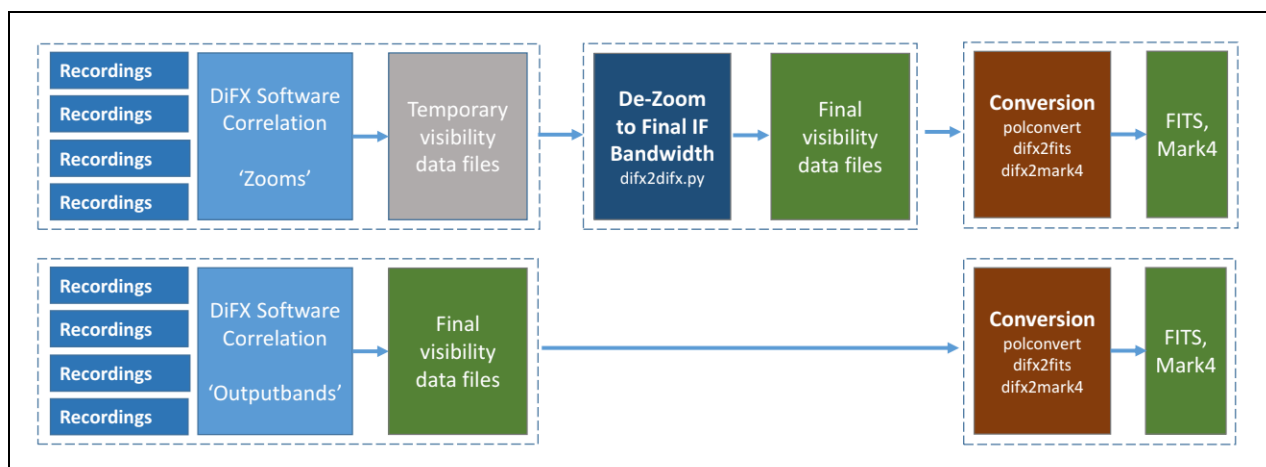 Recordings
Recordings
Recordings
Recordings
DiFX Software
Correlation
‘Zooms’
Temporary
visibility
data files
De-Zoom
to Final IF
Bandwidth
difx2difx.py
Final
visibility
data files
Conversion
polconvert
difx2fits
difx2mark4
FITS,
Mark4
Recordings
Recordings
Recordings
Recordings
DiFX Software
Correlation
‘Outputbands’
Final
visibility
data files
Conversion
polconvert
difx2fits
difx2mark4
FITS,
Mark4